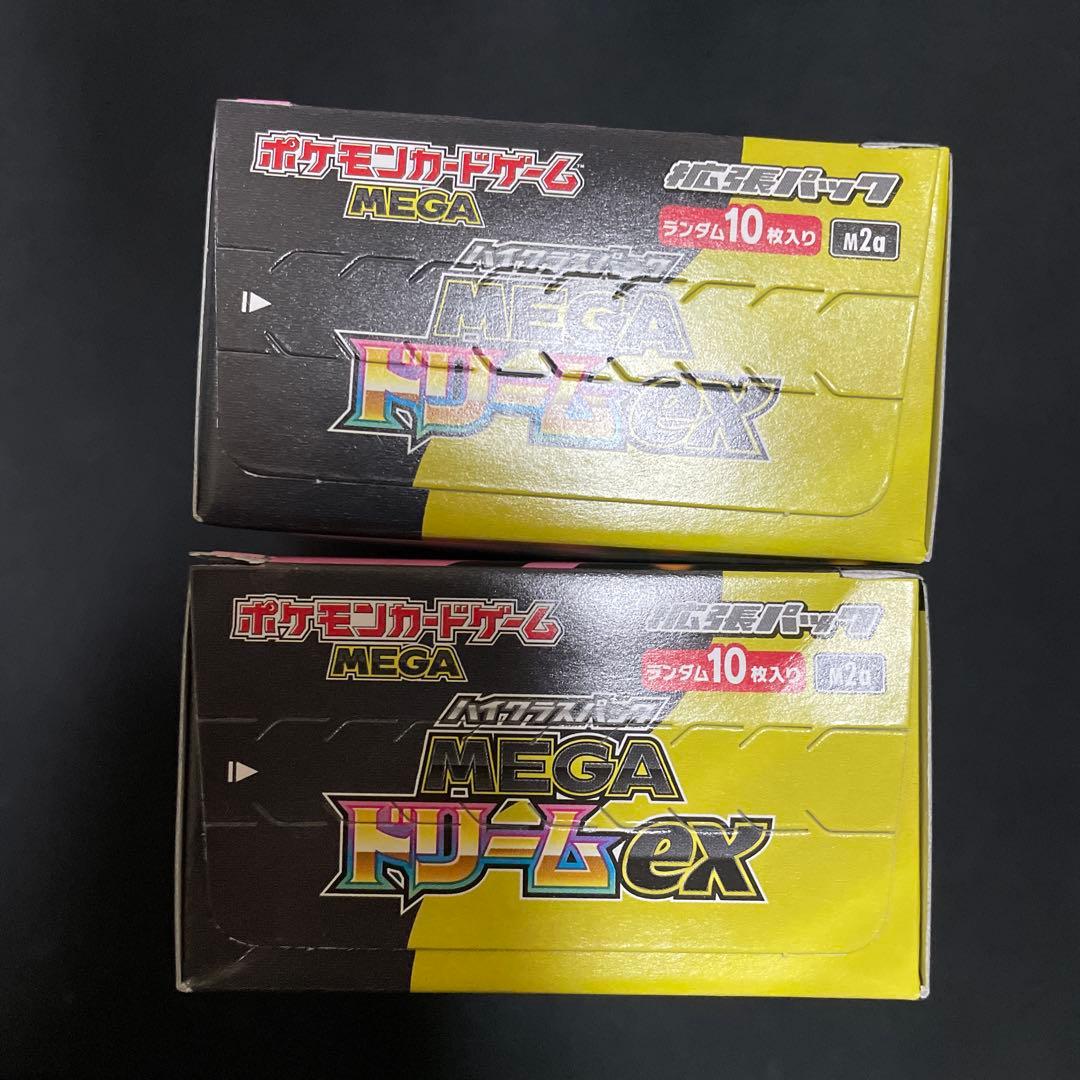 ポケモンカードゲーム
MEGA
拡張パック
ランダム10枚入り M2a
ハイクラスパック
MEGA
ドリームex
ポケモンカードゲーム
MEGA
拡張パック
ランダム10枚入り M2a
ハイクラスパック
MEGA
ドリームex